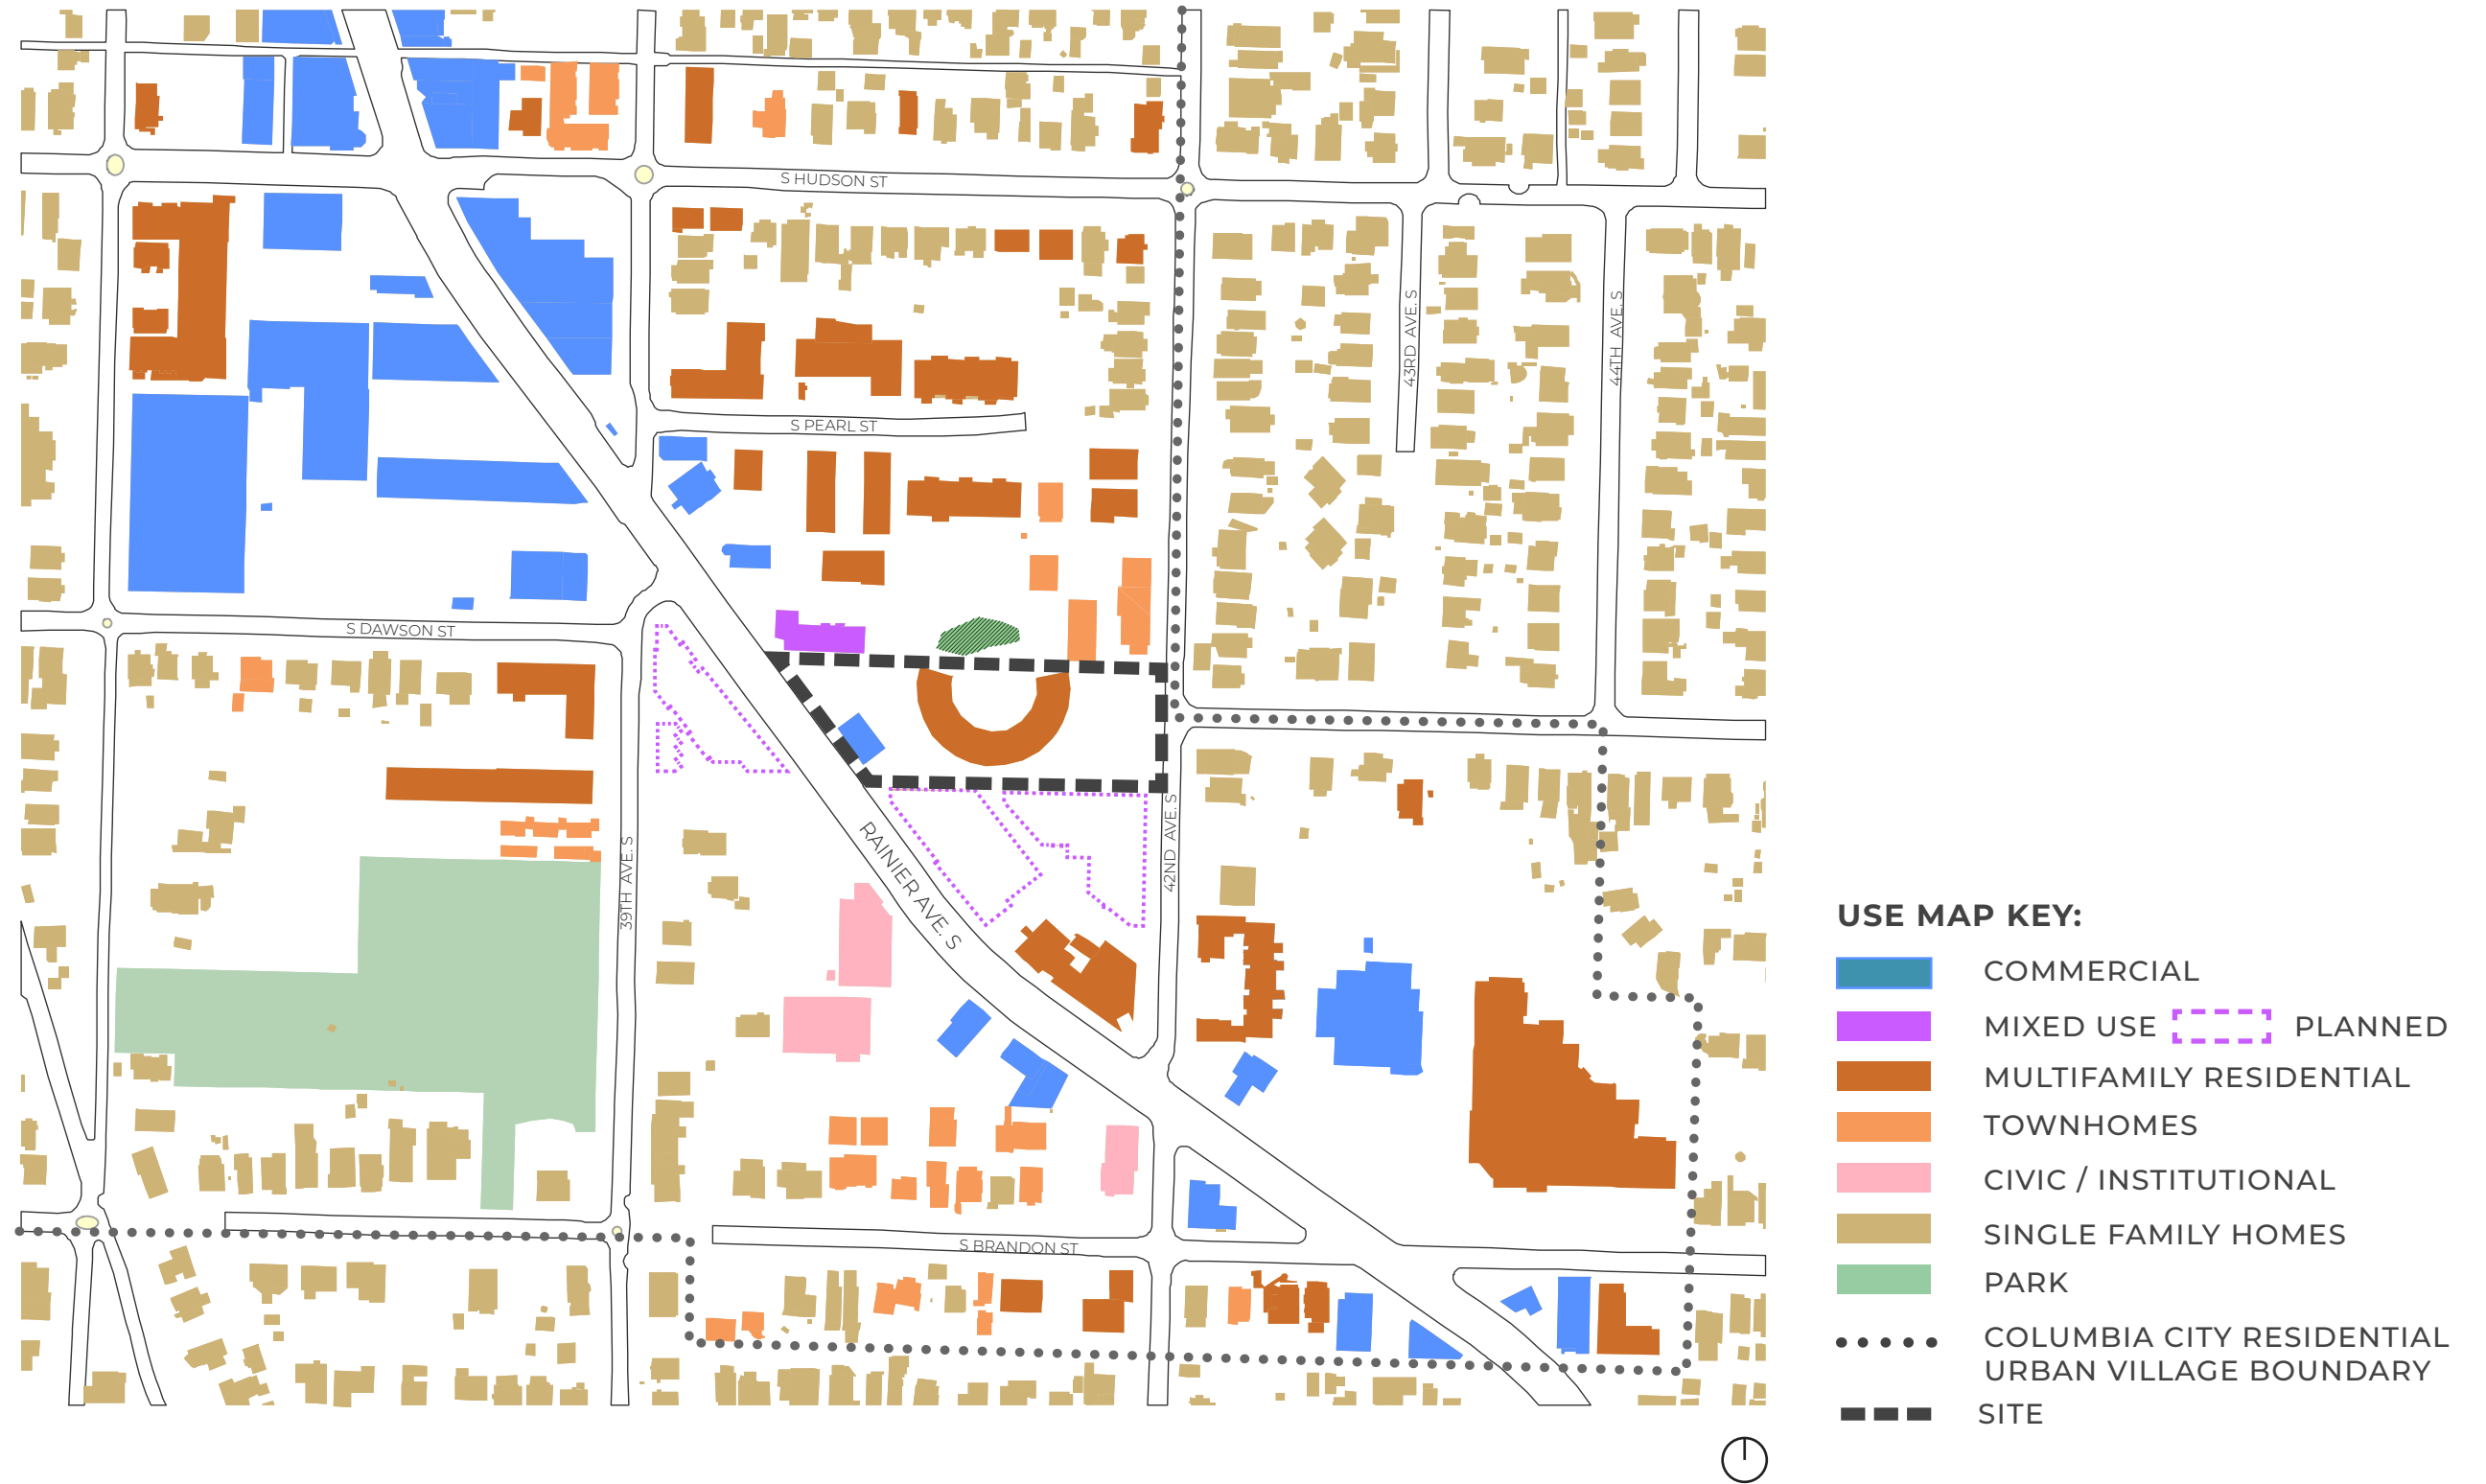 S HUDSON ST
43RD AVE. S
44TH AVE. S
S PEARL ST
S DAWSON ST
39TH AVE. S
RAINIER AVE. S
42ND AVE. S
S BRANDON ST
USE MAP KEY:
COMMERCIAL
MIXED USE PLANNED
MULTIFAMILY RESIDENTIAL
TOWNHOMES
CIVIC / INSTITUTIONAL
SINGLE FAMILY HOMES
PARK
COLUMBIA CITY RESIDENTIAL
URBAN VILLAGE BOUNDARY
SITE